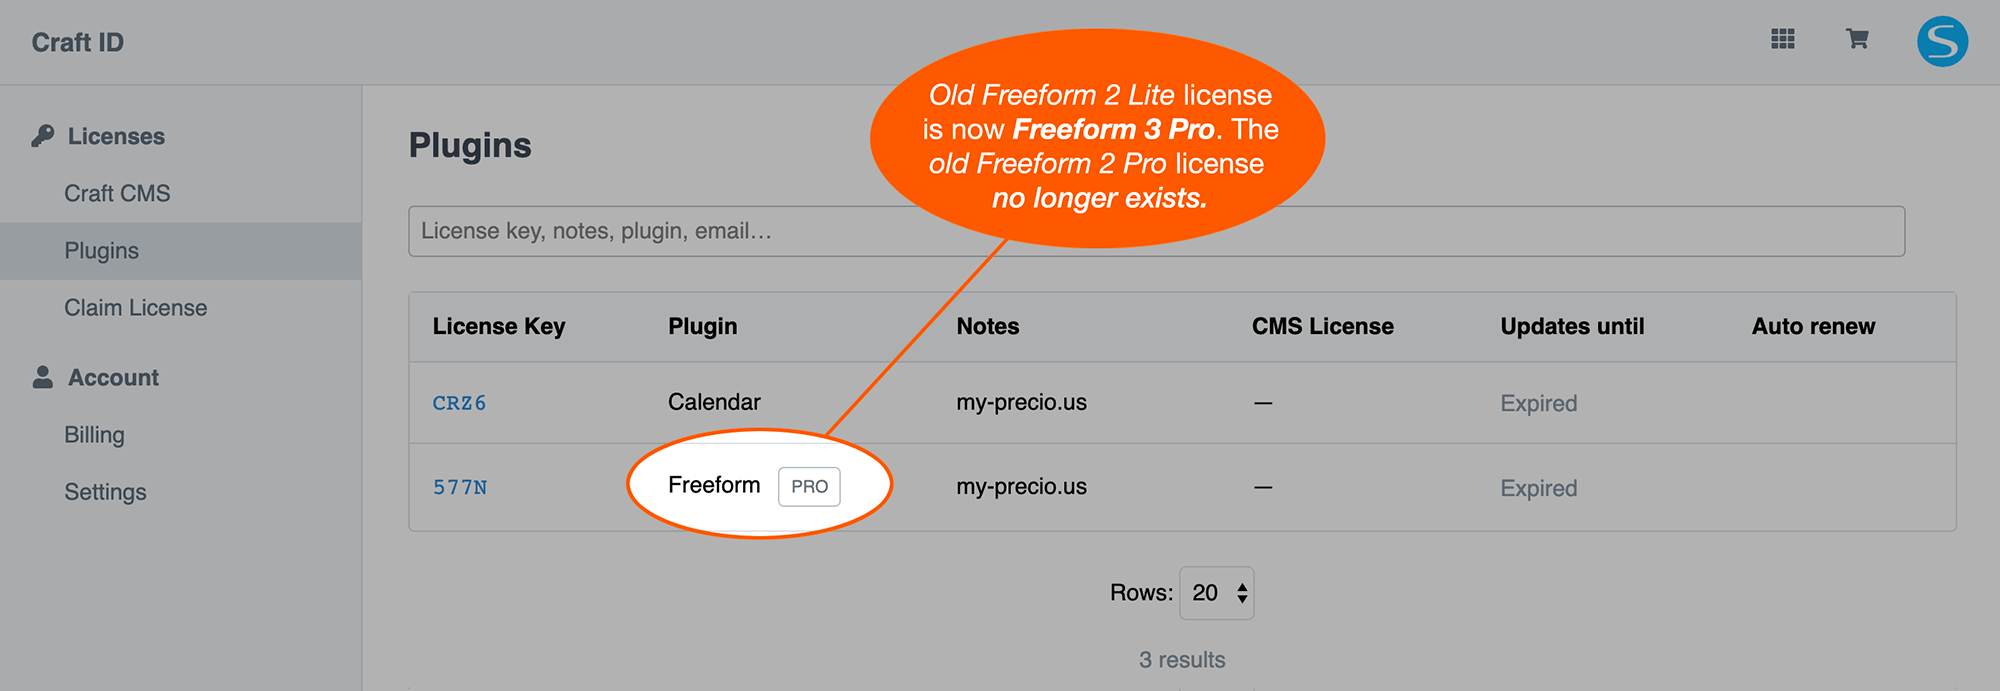 Craft ID
Old Freeform 2 Lite license
is now Freeform 3 Pro. The
old Freeform 2 Pro license
no longer exists.
Licenses
Craft CMS
Plugins
Claim License
Account
Billing
Settings
Plugins
License key, notes, plugin, email…
License Key Plugin Notes CMS License Updates until Auto renew
CRZ6 Calendar my-precio.us — Expired
577N Freeform PRO my-precio.us — Expired
Rows: 20
3 results